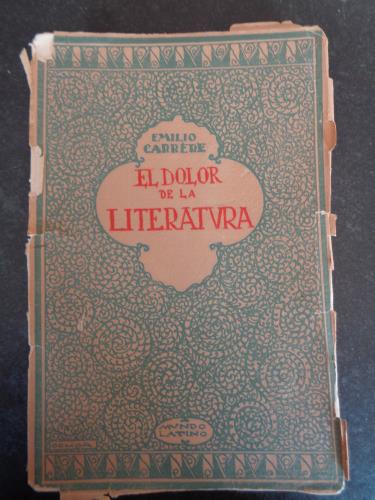 EMILIO
CARRÈRE
EL DOLOR
DE LA
LITERATVRA
MVNDO
LATINO